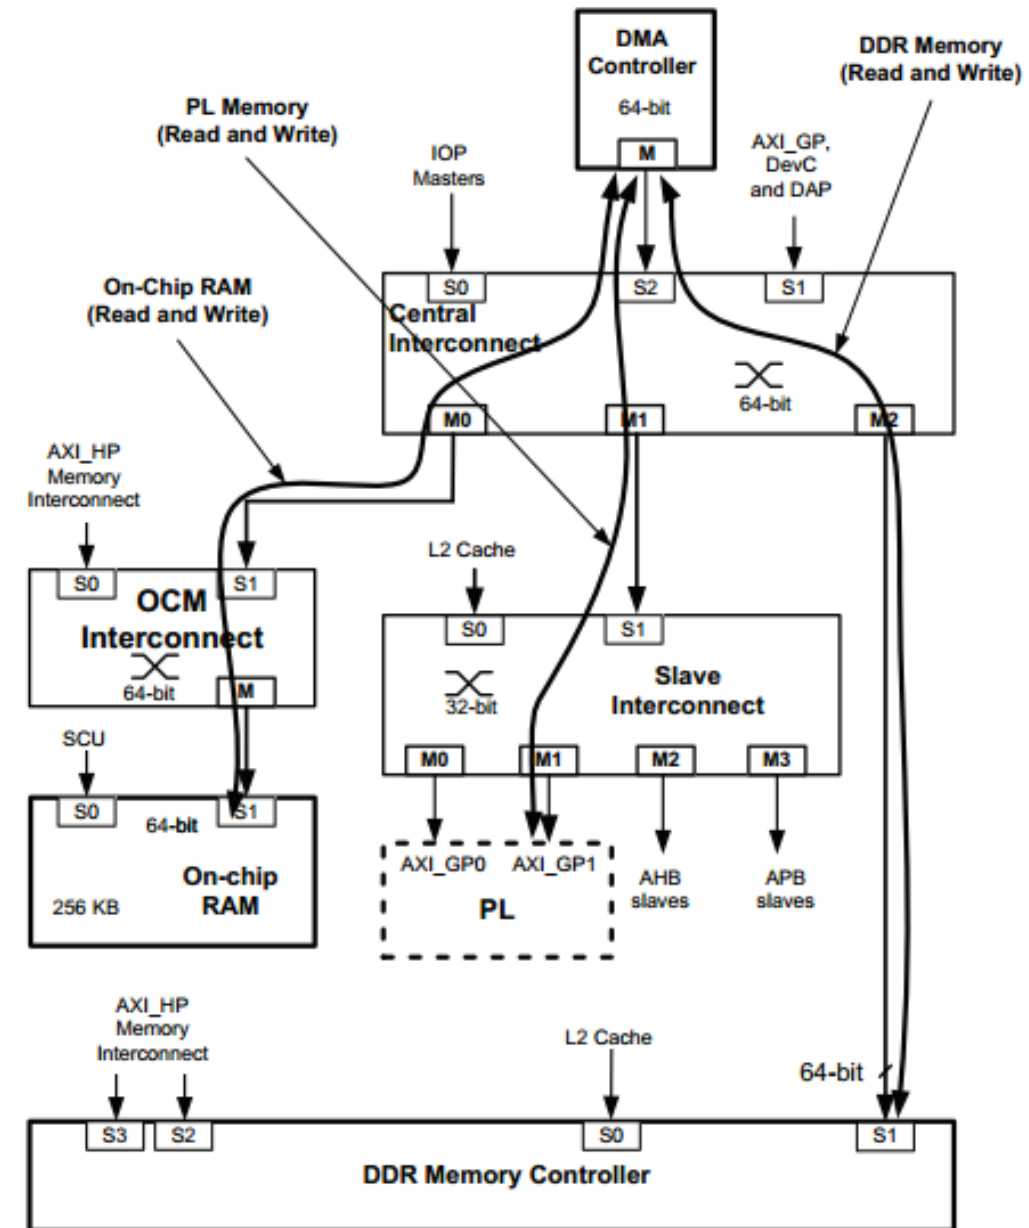 DMA
Controller
64-bit
M
DDR Memory
(Read and Write)
PL Memory
(Read and Write)
IOP
Masters
AXI_GP,
DevC
and DAP
On-Chip RAM
(Read and Write)
S0
S2
S1
Central
Interconnect
64-bit
M0
M1
M2
AXI_HP
Memory
Interconnect
L2 Cache
S0
S1
OCM
Interconnect
64-bit
M
S0
S1
Slave
Interconnect
32-bit
M0
M1
M2
M3
SCU
S0
S1
64-bit
On-chip
RAM
256 KB
AXI_GP0
AXI_GP1
PL
AHB
slaves
APB
slaves
AXI_HP
Memory
Interconnect
L2 Cache
64-bit
S3
S2
S0
S1
DDR Memory Controller